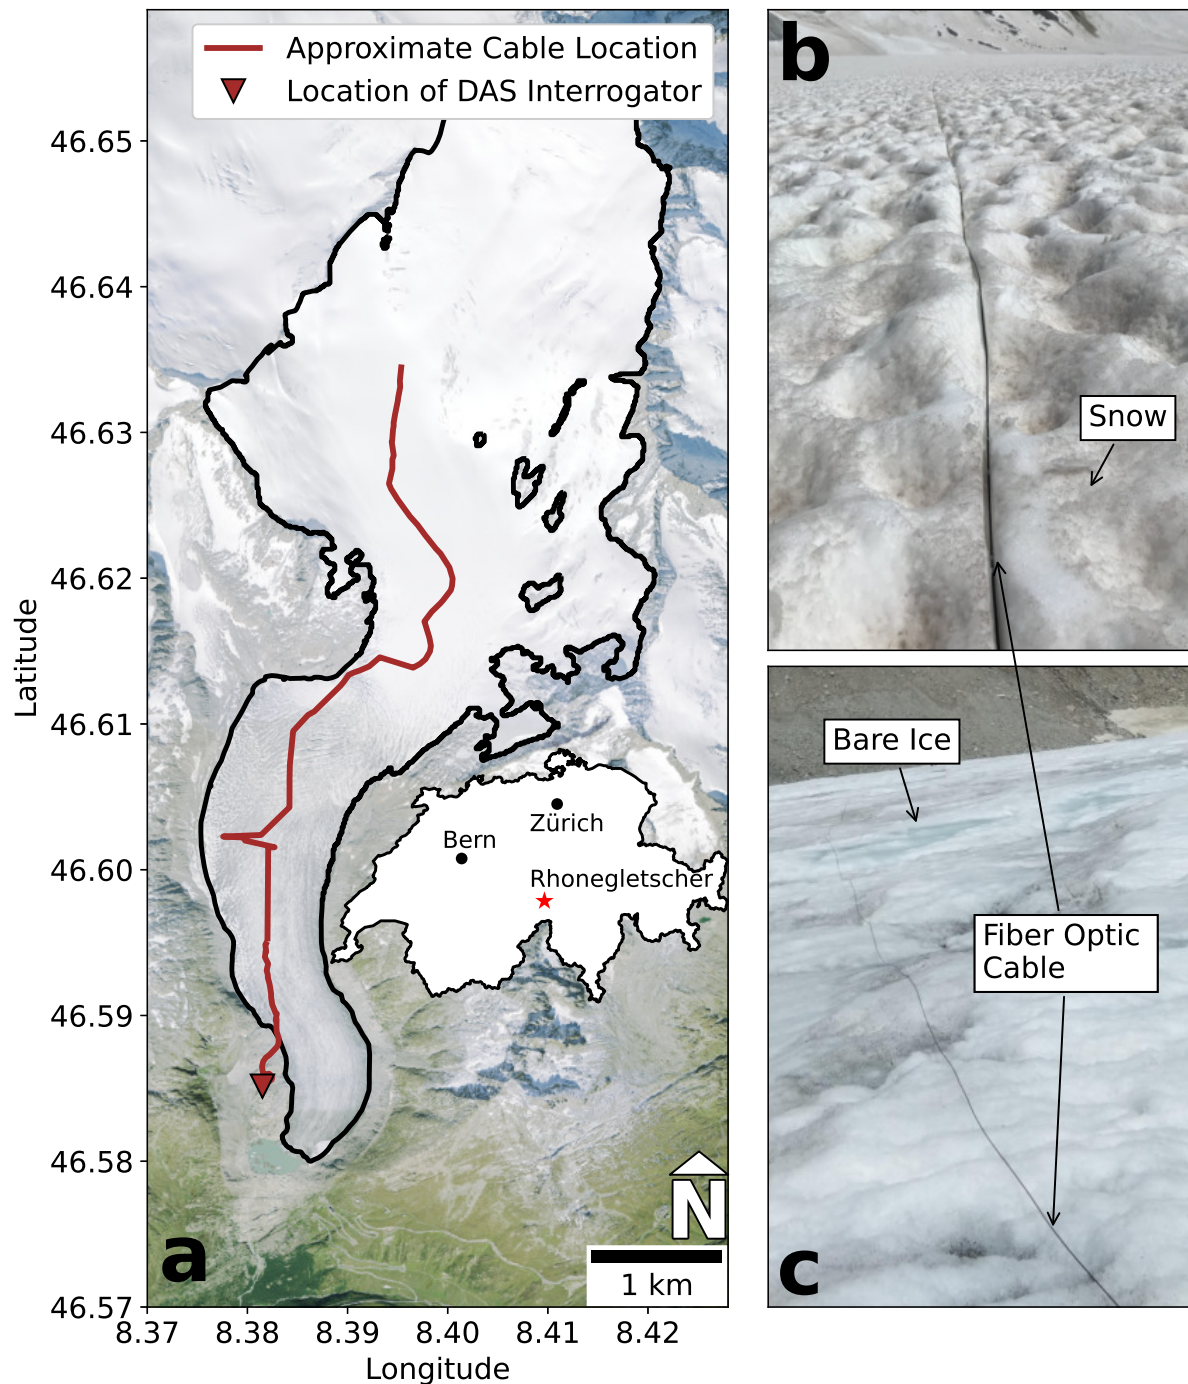 Approximate Cable Location
Location of DAS Interrogator
a
46.65
46.64
46.63
46.62
46.61
46.60
46.59
46.58
46.57
Latitude
8.37
8.38
8.39
8.40
8.41
8.42
Longitude
Zürich
Bern
Rhonegletscher
N
1 km
b
Snow
Bare Ice
Fiber Optic
Cable
c